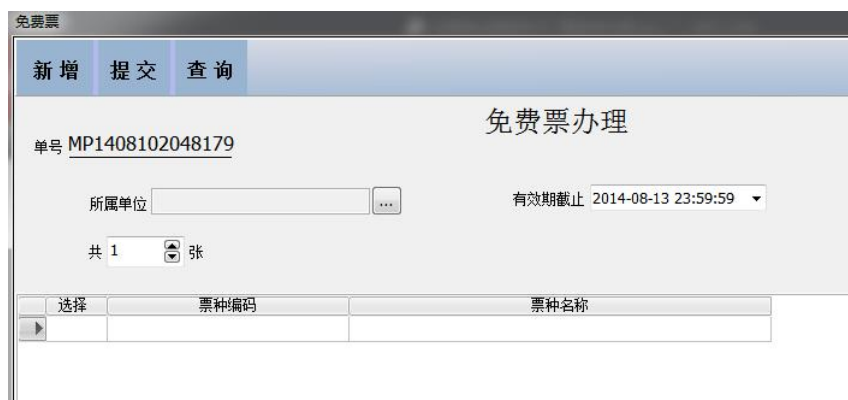 免费票
新增 提交 查询
免费票办理
单号 MP1408102048179
所属单位 ... 有效期截止 2014-08-13 23:59:59
共 1 张
选择 票种编码 票种名称